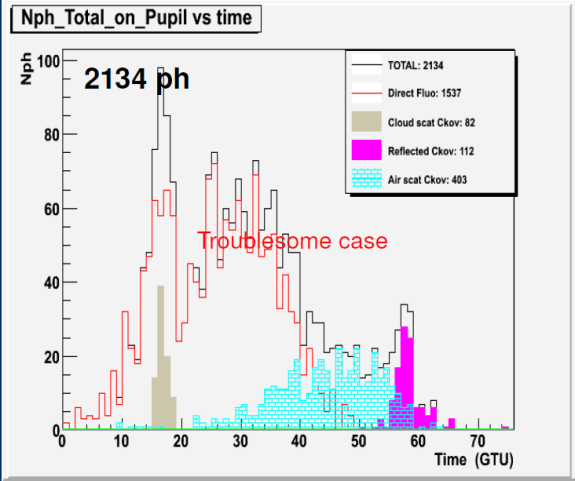 Nph_Total_on_Pupil vs time
Nph
100
80
60
40
20
0
2134 ph
TOTAL: 2134
Direct Fluo: 1537
Cloud scat Ckov: 82
Reflected Ckov: 112
Air scat Ckov: 403
Troublesome case
0 10 20 30 40 50 60 70
Time (GTU)